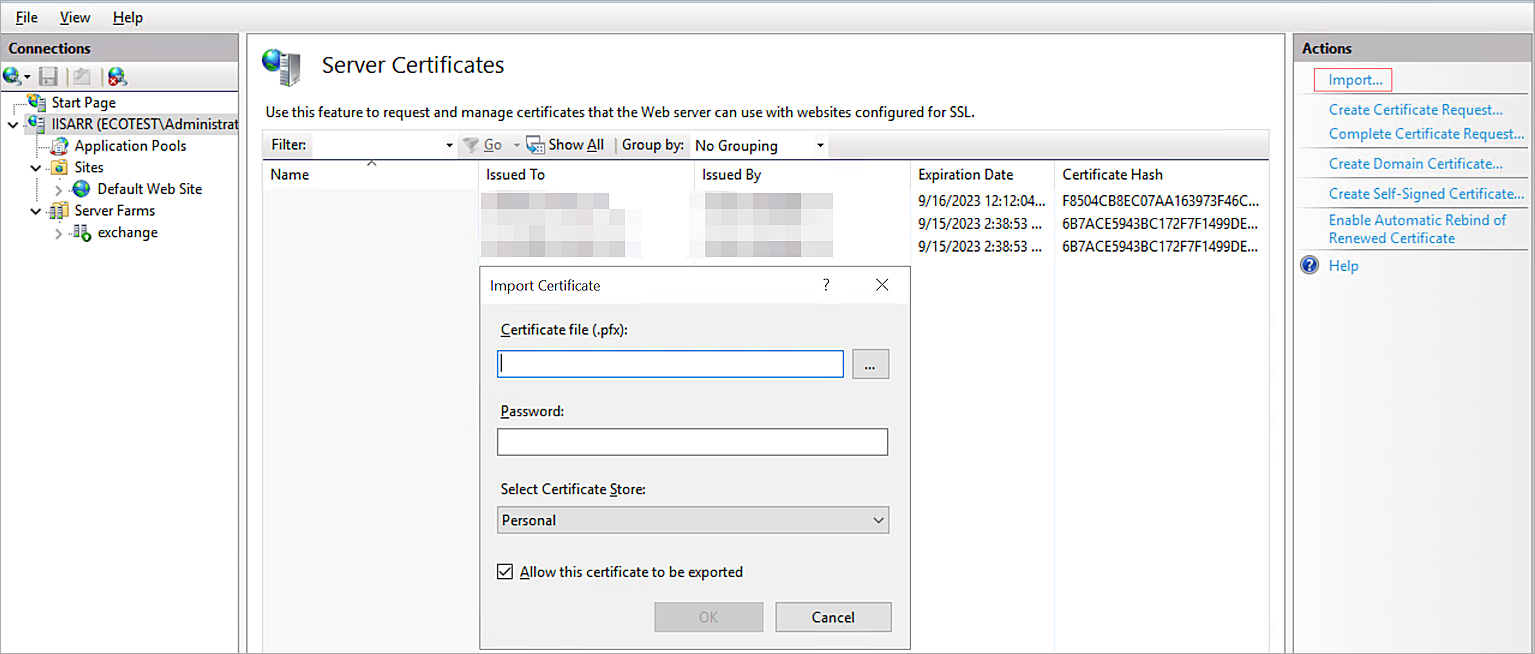 File View Help
Connections
Start Page
IISARR (ECOTEST\Administrat
Application Pools
Sites
Default Web Site
Server Farms
exchange
Server Certificates
Use this feature to request and manage certificates that the Web server can use with websites configured for SSL.
Filter: Go Show All Group by: No Grouping
Name Issued To Issued By Expiration Date Certificate Hash
9/16/2023 12:12:04... F8504CB8EC07AA163973F46C...
9/15/2023 2:38:53 ... 6B7ACE5943BC172F7F1499DE...
9/15/2023 2:38:53 ... 6B7ACE5943BC172F7F1499DE...
Import Certificate ?
Certificate file (.pfx):
...
Password:
Select Certificate Store:
Personal
Allow this certificate to be exported
OK Cancel
Actions
Import...
Create Certificate Request...
Complete Certificate Request...
Create Domain Certificate...
Create Self-Signed Certificate...
Enable Automatic Rebind of
Renewed Certificate
? Help